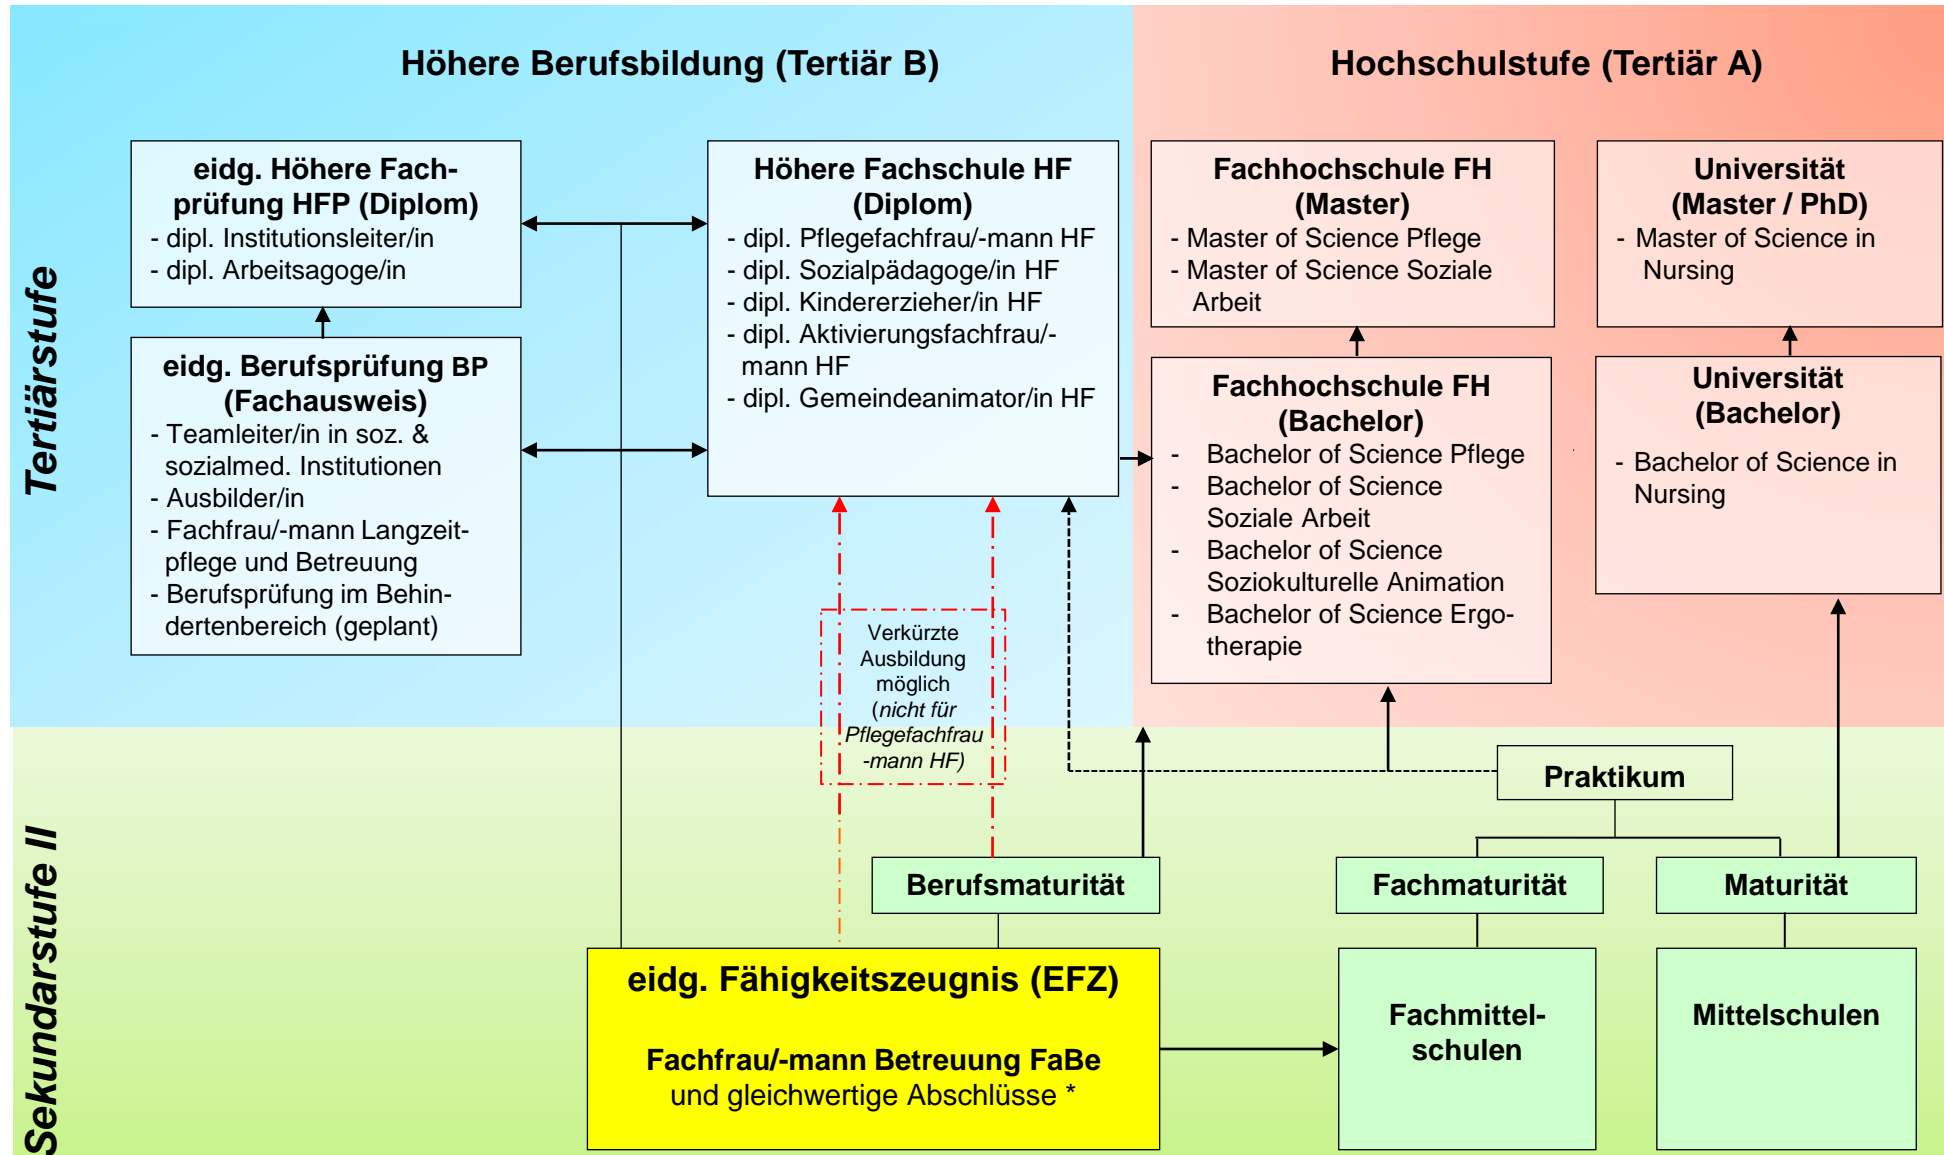 Höhere Berufsbildung (Tertiär B)
Hochschulstufe (Tertiär A)
Tertiärstufe
eidg. Höhere Fach-
prüfung HFP (Diplom)
- dipl. Institutionsleiter/in
- dipl. Arbeitsagoge/in
eidg. Berufsprüfung BP
(Fachausweis)
- Teamleiter/in in soz. &
sozialmed. Institutionen
- Ausbilder/in
- Fachfrau/-mann Langzeit-
pflege und Betreuung
- Berufsprüfung im Behin-
dertenbereich (geplant)
Höhere Fachschule HF
(Diplom)
- dipl. Pflegefachfrau/-mann HF
- dipl. Sozialpädagoge/in HF
- dipl. Kindererzieher/in HF
- dipl. Aktivierungsfachfrau/-
mann HF
- dipl. Gemeindeanimator/in HF
Fachhochschule FH
(Master)
- Master of Science Pflege
- Master of Science Soziale
Arbeit
Fachhochschule FH
(Bachelor)
- Bachelor of Science Pflege
- Bachelor of Science
Soziale Arbeit
- Bachelor of Science
Soziokulturelle Animation
- Bachelor of Science Ergo-
therapie
Universität
(Master / PhD)
- Master of Science in
Nursing
Universität
(Bachelor)
- Bachelor of Science in
Nursing
Verkürzte
Ausbildung
möglich
(nicht für
Pflegefachfrau
-mann HF)
Sekundarstufe II
Praktikum
Berufsmaturität
Fachmaturität
Maturität
eidg. Fähigkeitszeugnis (EFZ)
Fachfrau/-mann Betreuung FaBe
und gleichwertige Abschlüsse *
Fachmittel-
schulen
Mittelschulen